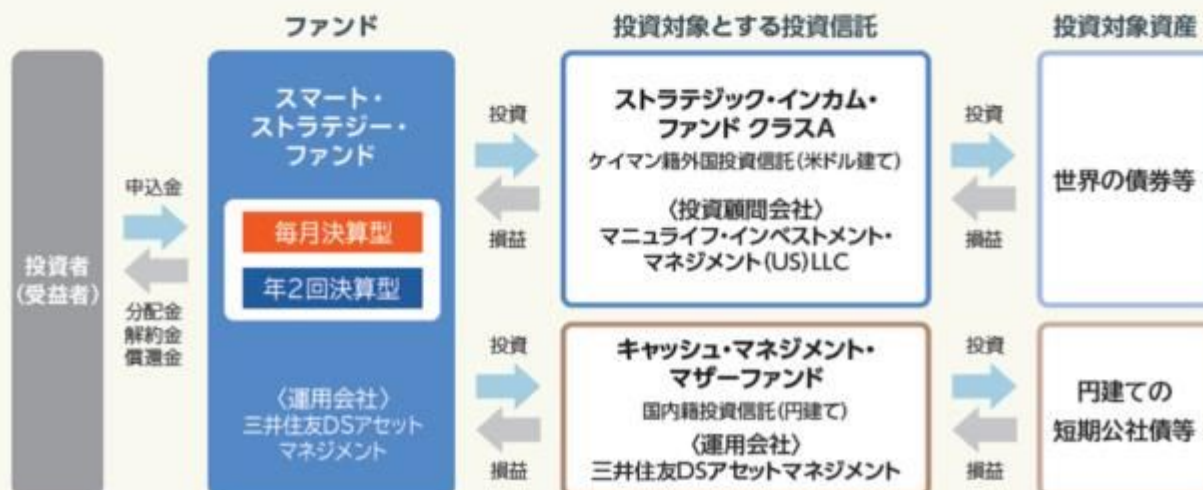 ファンド
投資対象とする投資信託
投資対象資産
投資者
(受益者)
申込金
分配金
解約金
償還金
スマート・
ストラテジー・
ファンド
毎月決算型
年2回決算型
〈運用会社〉
三井住友DSアセット
マネジメント
投資
損益
ストラテジック・インカム・
ファンド クラスA
ケイマン籍外国投資信託(米ドル建て)
〈投資顧問会社〉
マニュライフ・インベストメント・
マネジメント(US)LLC
投資
損益
世界の債券等
投資
損益
キャッシュ・マネジメント・
マザーファンド
国内籍投資信託(円建て)
〈運用会社〉
三井住友DSアセットマネジメント
投資
損益
円建ての
短期公社債等